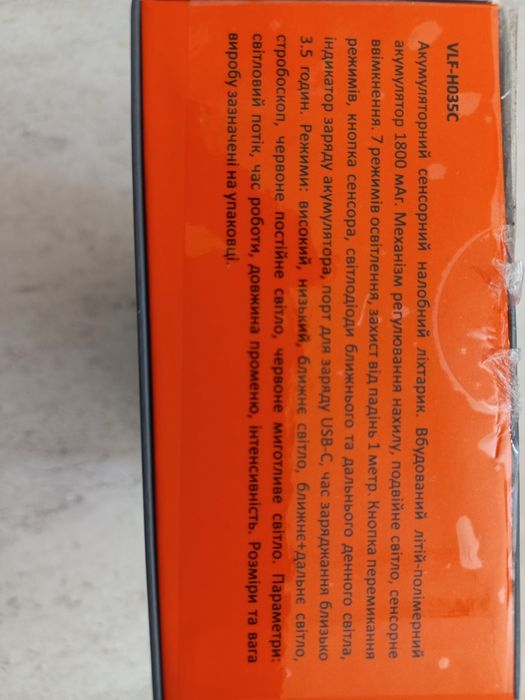 VLF-H035C
Акумуляторний сенсорний налобний ліхтарик. Вбудований літій-полімерний
акумулятор 1800 мАг. Механізм регулювання нахилу, подвійне світло, сенсорне
ввімкнення. 7 режимів освітлення, захист від падінь 1 метр. Кнопка перемикання
режимів, кнопка сенсора, світлодіоди ближнього та дальнього денного світла,
індикатор заряду акумулятора, порт для заряду USB-C, час заряджання близько
3.5 годин. Режими: високий, низький, ближнє світло, ближнє+дальнє світло,
стробоскоп, червоне постійне світло, червоне миготливе світло. Параметри:
світловий потік, час роботи, довжина променю, інтенсивність. Розміри та вага
виробу зазначені на упаковці.